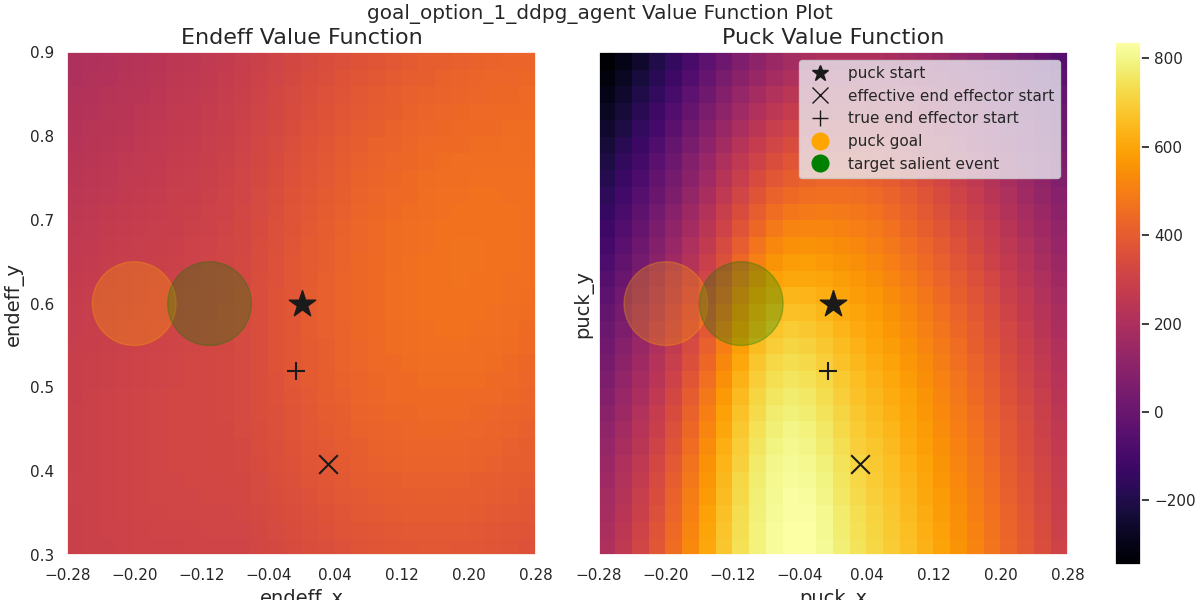 goal_option_1_ddpg_agent Value Function Plot
Endeff Value Function
0.9
0.8
0.7
0.6
0.5
0.4
0.3
endeff_y
−0.28 −0.20 −0.12 −0.04 0.04 0.12 0.20 0.28
endeff_x
Puck Value Function
puck start
effective end effector start
true end effector start
puck goal
target salient event
puck_y
−0.28 −0.20 −0.12 −0.04 0.04 0.12 0.20 0.28
puck_x
800
600
400
200
0
−200